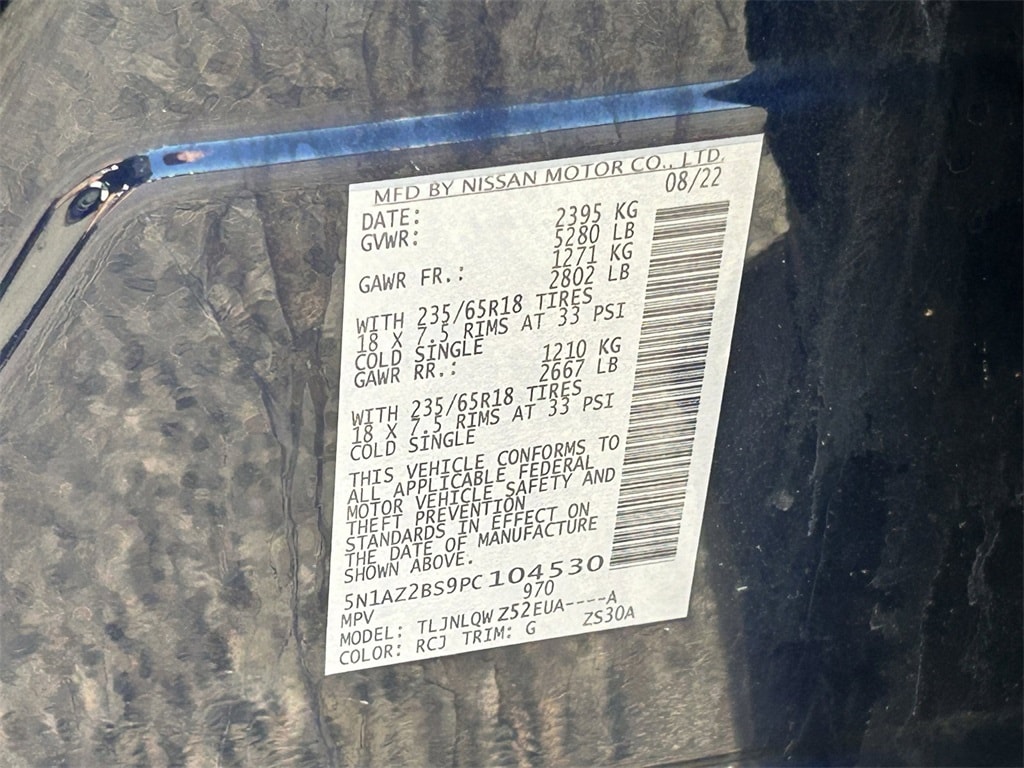 MFD BY NISSAN MOTOR CO., LTD.
DATE: 08/22
GVWR: 2395 KG
5280 LB
GAWR FR.: 1271 KG
2802 LB
WITH 235/65R18 TIRES
18 X 7.5 RIMS AT 33 PSI
COLD SINGLE
GAWR RR.: 1210 KG
2667 LB
WITH 235/65R18 TIRES
18 X 7.5 RIMS AT 33 PSI
COLD SINGLE
THIS VEHICLE CONFORMS TO
ALL APPLICABLE FEDERAL
MOTOR VEHICLE SAFETY AND
THEFT PREVENTION
STANDARDS IN EFFECT ON
THE DATE OF MANUFACTURE
SHOWN ABOVE.
5N1AZ2BS9PC104530
MPV 970
MODEL: TLJNLQWZ52EUA----A
COLOR: RCJ TRIM: G ZS30A